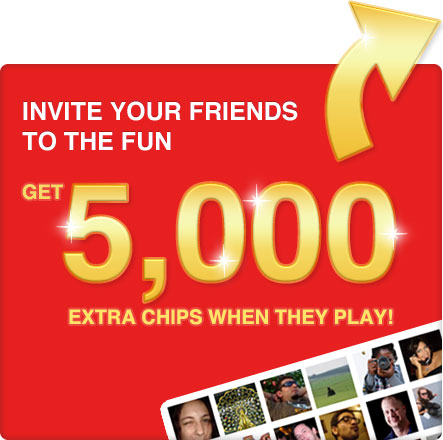 INVITE YOUR FRIENDS
TO THE FUN
GET 5,000
EXTRA CHIPS WHEN THEY PLAY!